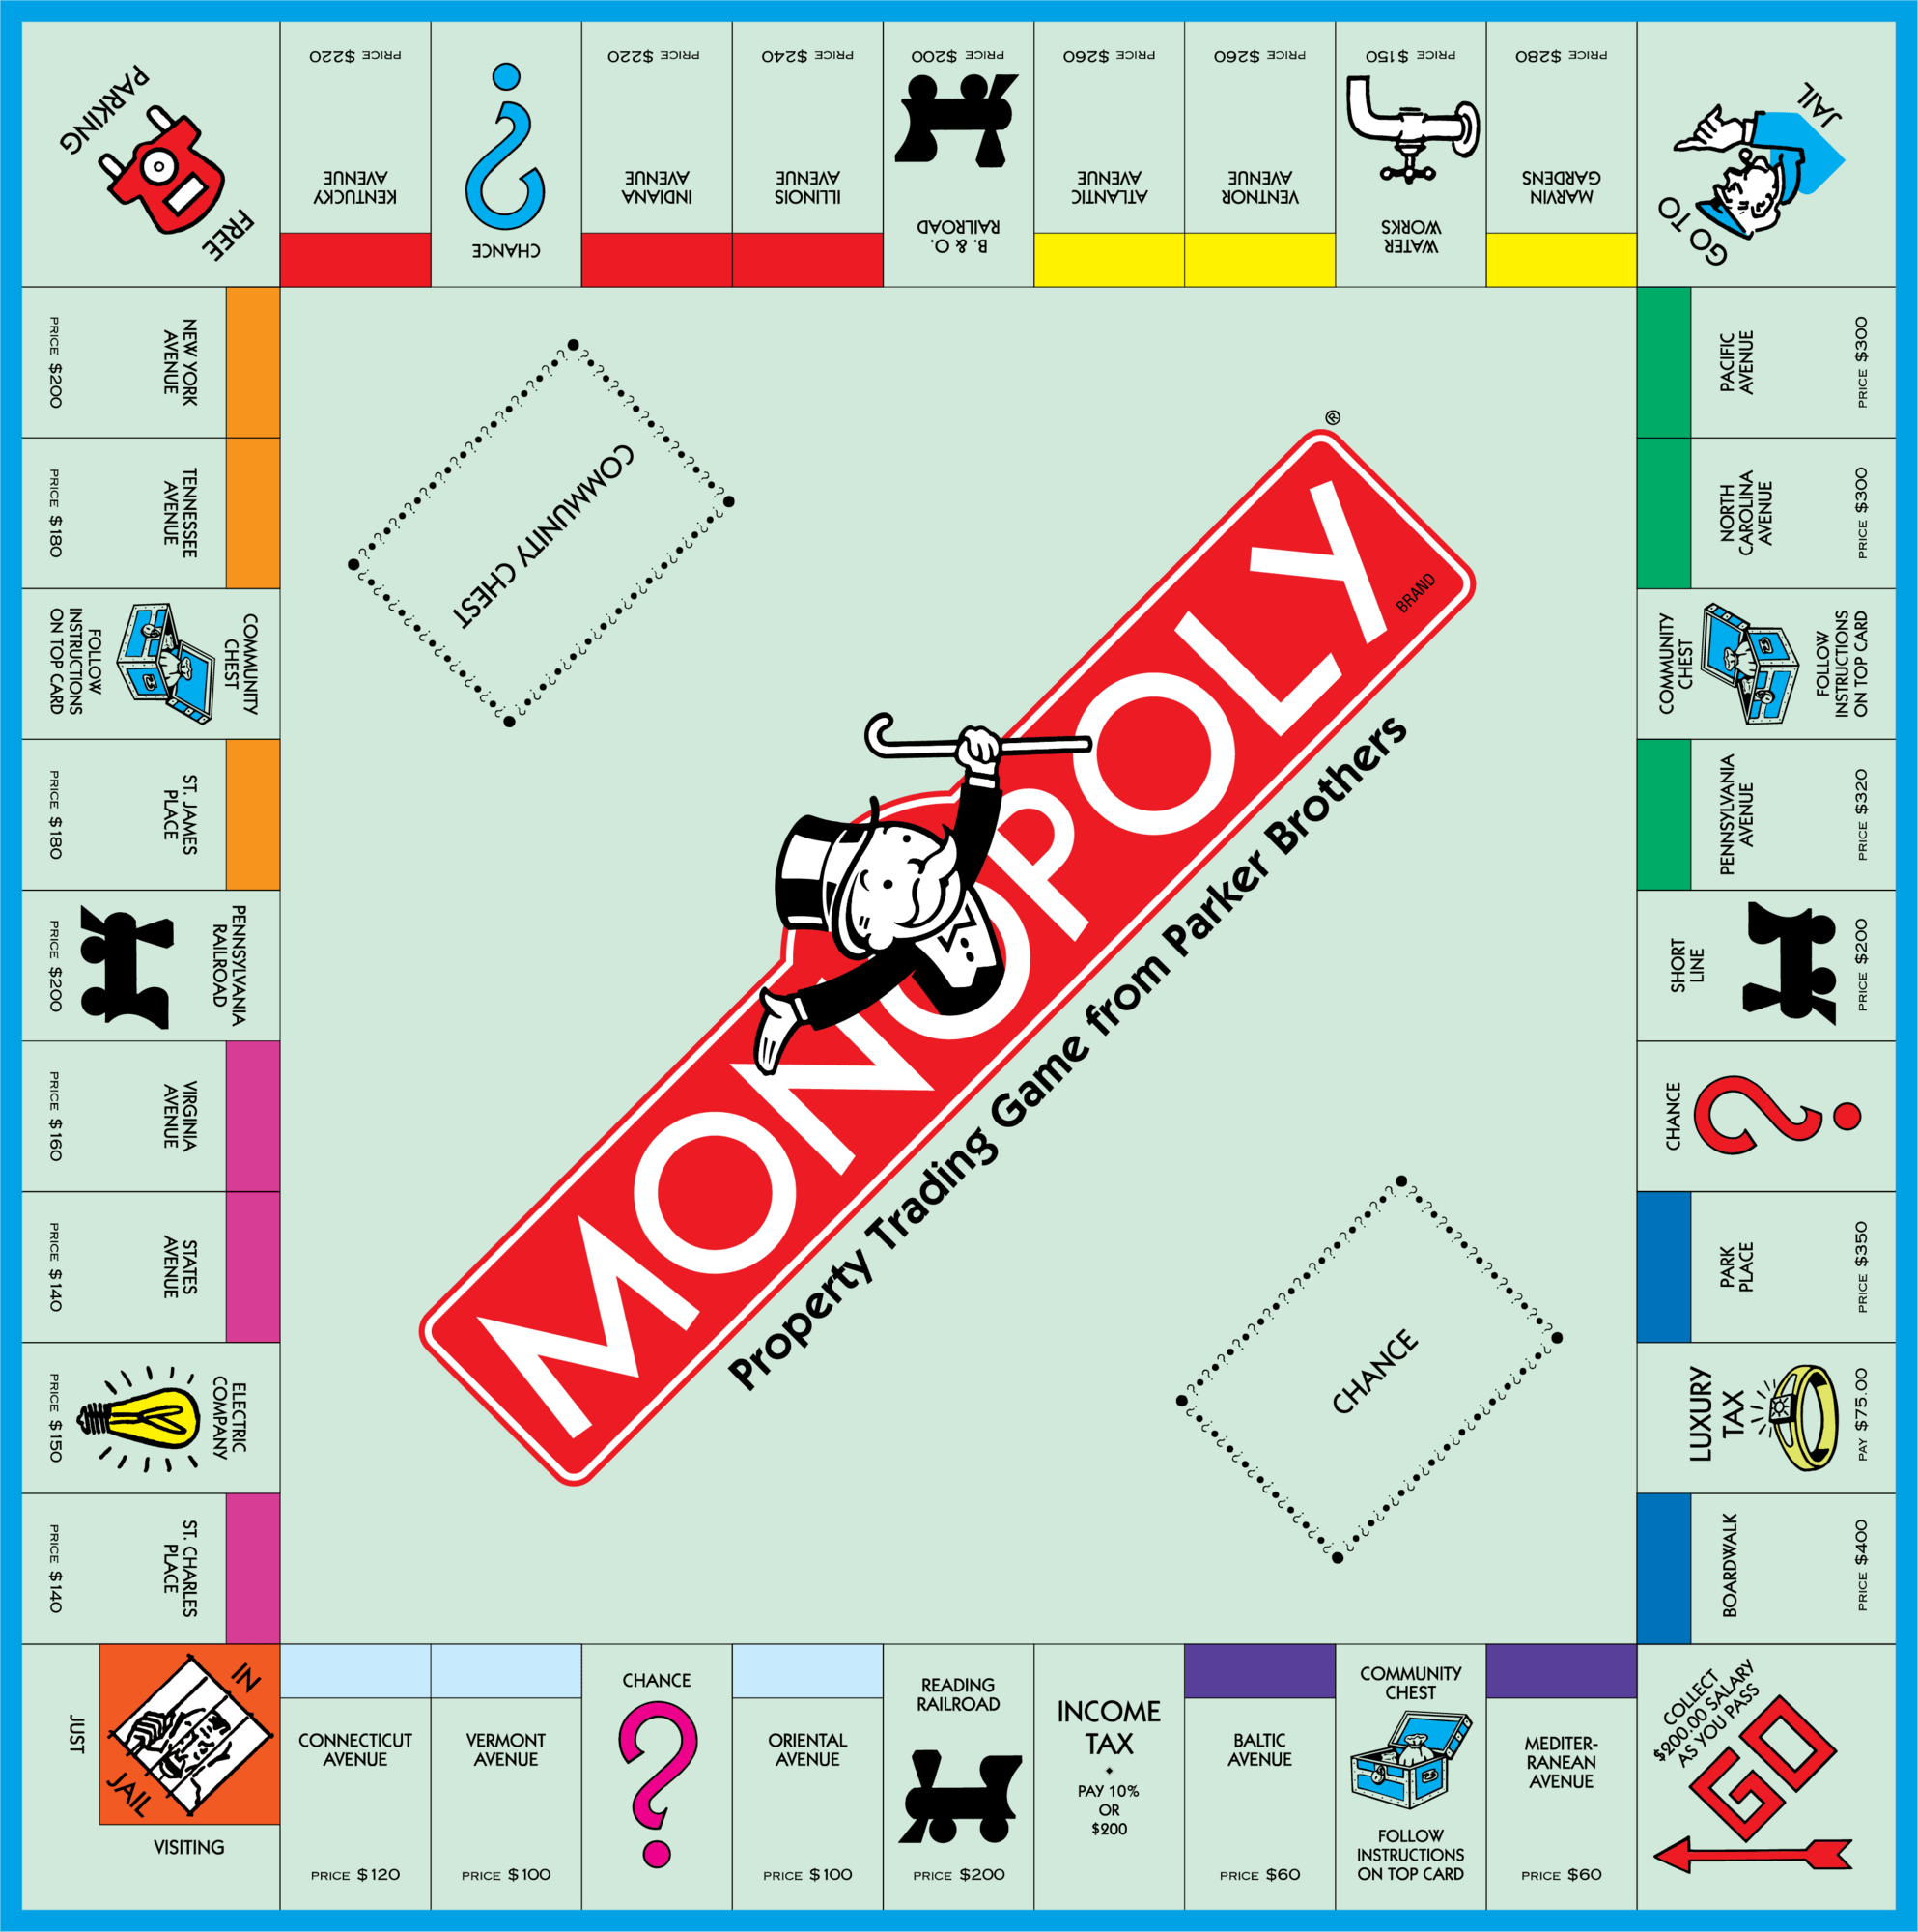 FREE
PARKING
KENTUCKY
AVENUE
PRICE $220
CHANCE
INDIANA
AVENUE
PRICE $220
ILLINOIS
AVENUE
PRICE $240
B. & O.
RAILROAD
PRICE $200
ATLANTIC
AVENUE
PRICE $260
VENTNOR
AVENUE
PRICE $260
WATER
WORKS
PRICE $150
MARVIN
GARDENS
PRICE $280
GO TO
JAIL
PACIFIC
AVENUE
PRICE $300
NORTH
CAROLINA
AVENUE
PRICE $300
COMMUNITY
CHEST
FOLLOW
INSTRUCTIONS
ON TOP CARD
PENNSYLVANIA
AVENUE
PRICE $320
SHORT
LINE
PRICE $200
CHANCE
PARK
PLACE
PRICE $350
LUXURY
TAX
PAY $75.00
BOARDWALK
PRICE $400
COLLECT
$200.00 SALARY
AS YOU PASS
GO
MEDITER-
RANEAN
AVENUE
PRICE $60
COMMUNITY
CHEST
FOLLOW
INSTRUCTIONS
ON TOP CARD
BALTIC
AVENUE
PRICE $60
INCOME
TAX
PAY 10%
OR
$200
READING
RAILROAD
PRICE $200
ORIENTAL
AVENUE
PRICE $100
CHANCE
VERMONT
AVENUE
PRICE $100
CONNECTICUT
AVENUE
PRICE $120
IN
JAIL
JUST
VISITING
ST. CHARLES
PLACE
PRICE $140
ELECTRIC
COMPANY
PRICE $150
STATES
AVENUE
PRICE $140
VIRGINIA
AVENUE
PRICE $160
PENNSYLVANIA
RAILROAD
PRICE $200
ST. JAMES
PLACE
PRICE $180
COMMUNITY
CHEST
FOLLOW
INSTRUCTIONS
ON TOP CARD
TENNESSEE
AVENUE
PRICE $180
NEW YORK
AVENUE
PRICE $200
COMMUNITY CHEST
MONOPOLY
®
BRAND
Property Trading Game from Parker Brothers
CHANCE